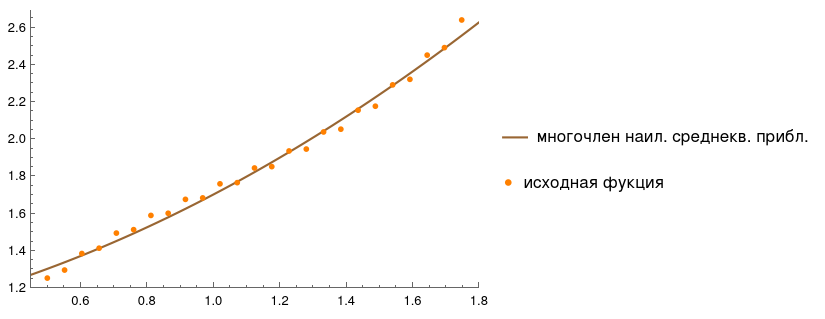 2.6
2.4
2.2
2.0
1.8
1.6
1.4
1.2
0.6 0.8 1.0 1.2 1.4 1.6 1.8
многочлен наил. среднекв. прибл.
исходная фукция